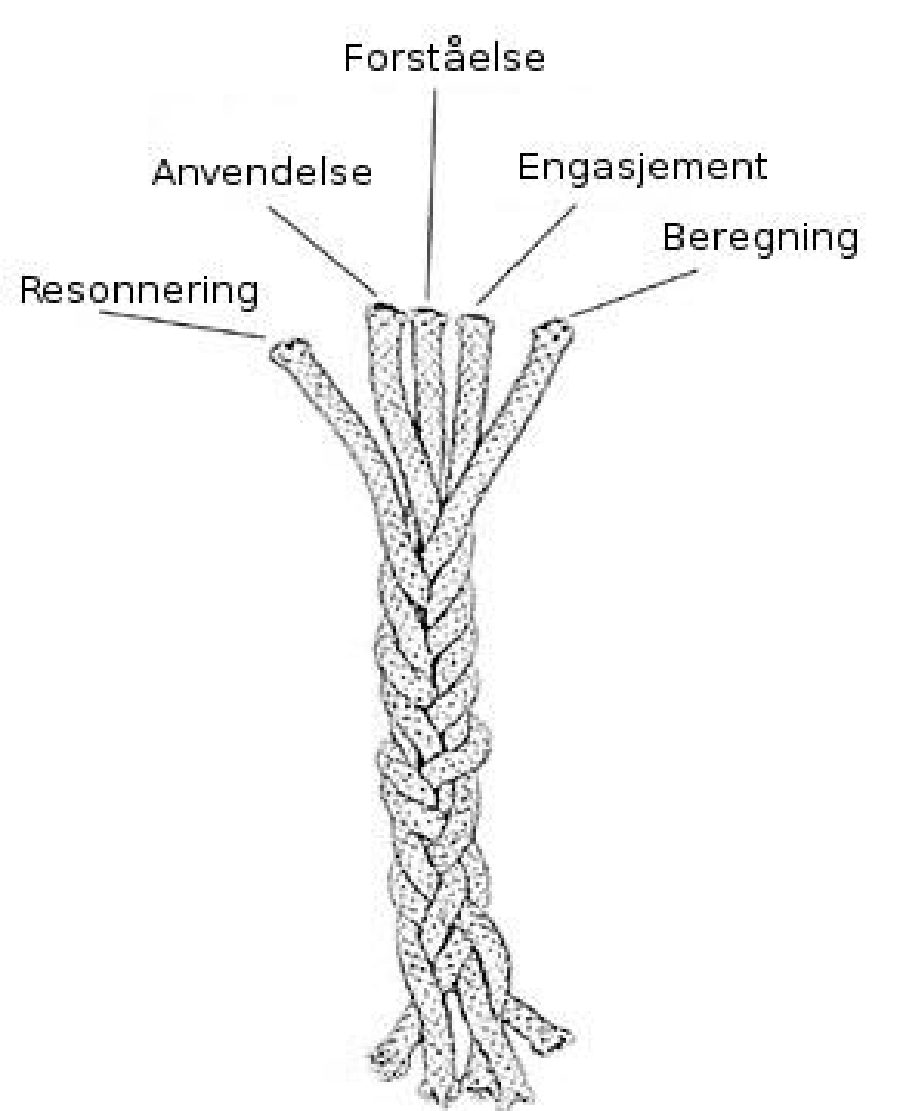 Forståelse
Anvendelse
Engasjement
Beregning
Resonnering